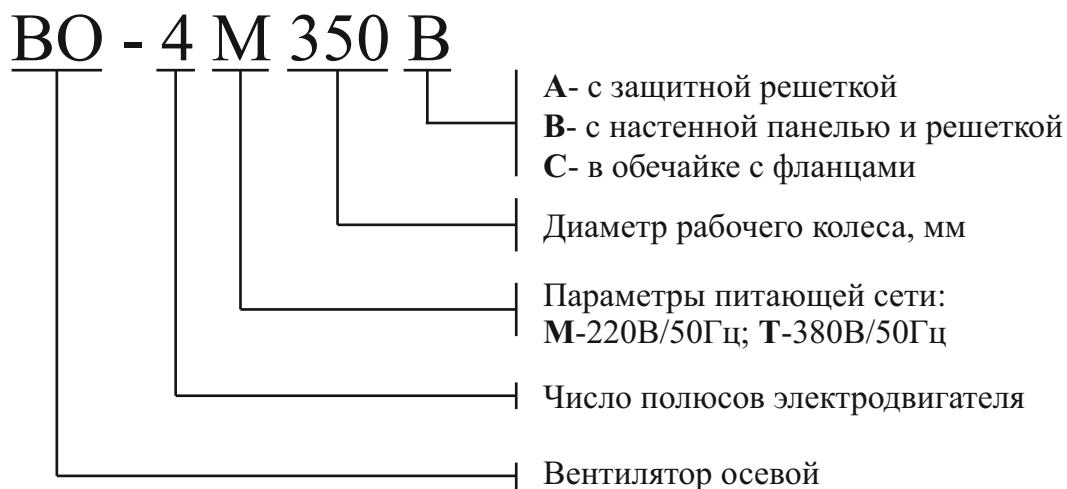 ВО - 4 М 350 В
А- с защитной решеткой
В- с настенной панелью и решеткой
С- в обечайке с фланцами
Диаметр рабочего колеса, мм
Параметры питающей сети:
М-220В/50Гц; Т-380В/50Гц
Число полюсов электродвигателя
Вентилятор осевой